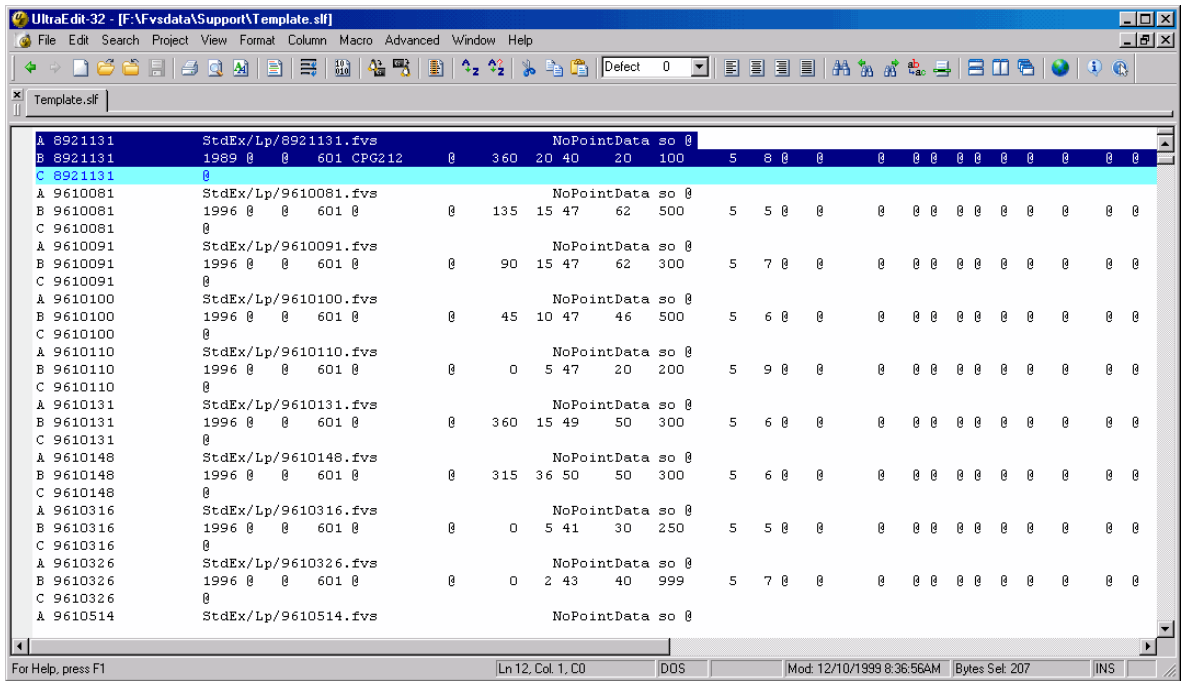 UltraEdit-32 - [F:\Fvsdata\Support\Template.slf]
File Edit Search Project View Format Column Macro Advanced Window Help
Defect 0
Template.slf
A 8921131 StdEx/Lp/8921131.fvs NoPointData so @
B 8921131 1989 @ @ 601 CPG212 @ 360 20 40 20 100 5 8 @ @ @ @ @ @ @ @ @ @ @ @
C 8921131 @
A 9610081 StdEx/Lp/9610081.fvs NoPointData so @
B 9610081 1996 @ @ 601 @ @ 135 15 47 62 500 5 5 @ @ @ @ @ @ @ @ @ @ @ @
C 9610081 @
A 9610091 StdEx/Lp/9610091.fvs NoPointData so @
B 9610091 1996 @ @ 601 @ @ 90 15 47 62 300 5 7 @ @ @ @ @ @ @ @ @ @ @ @
C 9610091 @
A 9610100 StdEx/Lp/9610100.fvs NoPointData so @
B 9610100 1996 @ @ 601 @ @ 45 10 47 46 500 5 6 @ @ @ @ @ @ @ @ @ @ @ @
C 9610100 @
A 9610110 StdEx/Lp/9610110.fvs NoPointData so @
B 9610110 1996 @ @ 601 @ @ 0 5 47 20 200 5 9 @ @ @ @ @ @ @ @ @ @ @ @
C 9610110 @
A 9610131 StdEx/Lp/9610131.fvs NoPointData so @
B 9610131 1996 @ @ 601 @ @ 360 15 49 50 300 5 6 @ @ @ @ @ @ @ @ @ @ @ @
C 9610131 @
A 9610148 StdEx/Lp/9610148.fvs NoPointData so @
B 9610148 1996 @ @ 601 @ @ 315 36 50 50 300 5 6 @ @ @ @ @ @ @ @ @ @ @ @
C 9610148 @
A 9610316 StdEx/Lp/9610316.fvs NoPointData so @
B 9610316 1996 @ @ 601 @ @ 0 5 41 30 250 5 5 @ @ @ @ @ @ @ @ @ @ @ @
C 9610316 @
A 9610326 StdEx/Lp/9610326.fvs NoPointData so @
B 9610326 1996 @ @ 601 @ @ 0 2 43 40 999 5 7 @ @ @ @ @ @ @ @ @ @ @ @
C 9610326 @
A 9610514 StdEx/Lp/9610514.fvs NoPointData so @
For Help, press F1 Ln 12, Col. 1, C0 DOS Mod: 12/10/1999 8:36:56AM Bytes Sel: 207 INS